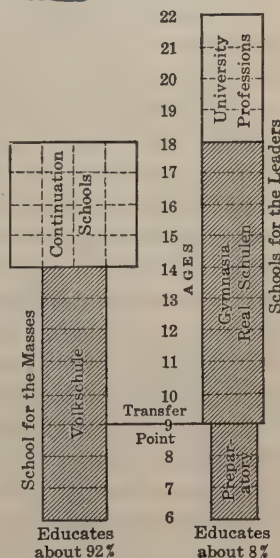 22
21
20
19
18
17
16
15
14
13
12
11
10
9
8
7
6
AGES
School for the Masses
Continuation
Schools
Volkschule
Transfer
Point
University
Professions
Gymnasia
Real Schulen
Prepar-
atory
Schools for the Leaders
Educates
about 92%
Educates
about 8%